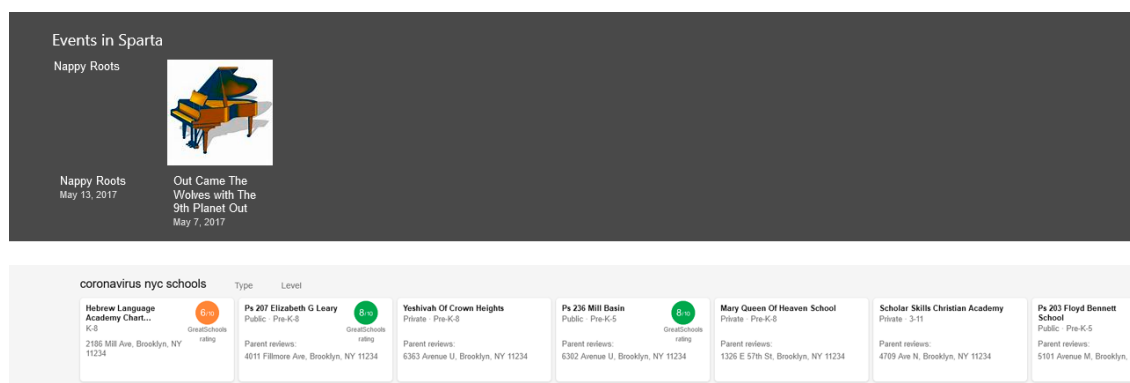 Events in Sparta
Nappy Roots
Nappy Roots
May 13, 2017
Out Came The
Wolves with The
9th Planet Out
May 7, 2017
coronavirus nyc schools
Type
Level
Hebrew Language
Academy Chart...
K-8
6/10
GreatSchools
rating
2186 Mill Ave, Brooklyn, NY
11234
Ps 207 Elizabeth G Leary
Public · Pre-K-8
8/10
GreatSchools
rating
Parent reviews:
4011 Fillmore Ave, Brooklyn, NY 11234
Yeshivah Of Crown Heights
Private · Pre-K-8
Parent reviews:
6363 Avenue U, Brooklyn, NY 11234
Ps 236 Mill Basin
Public · Pre-K-5
8/10
GreatSchools
rating
Parent reviews:
6302 Avenue U, Brooklyn, NY 11234
Mary Queen Of Heaven School
Private · Pre-K-8
Parent reviews:
1326 E 57th St, Brooklyn, NY 11234
Scholar Skills Christian Academy
Private · 3-11
Parent reviews:
4709 Ave N, Brooklyn, NY 11234
Ps 203 Floyd Bennett
School
Public · Pre-K-5
Parent reviews:
5101 Avenue M, Brooklyn,